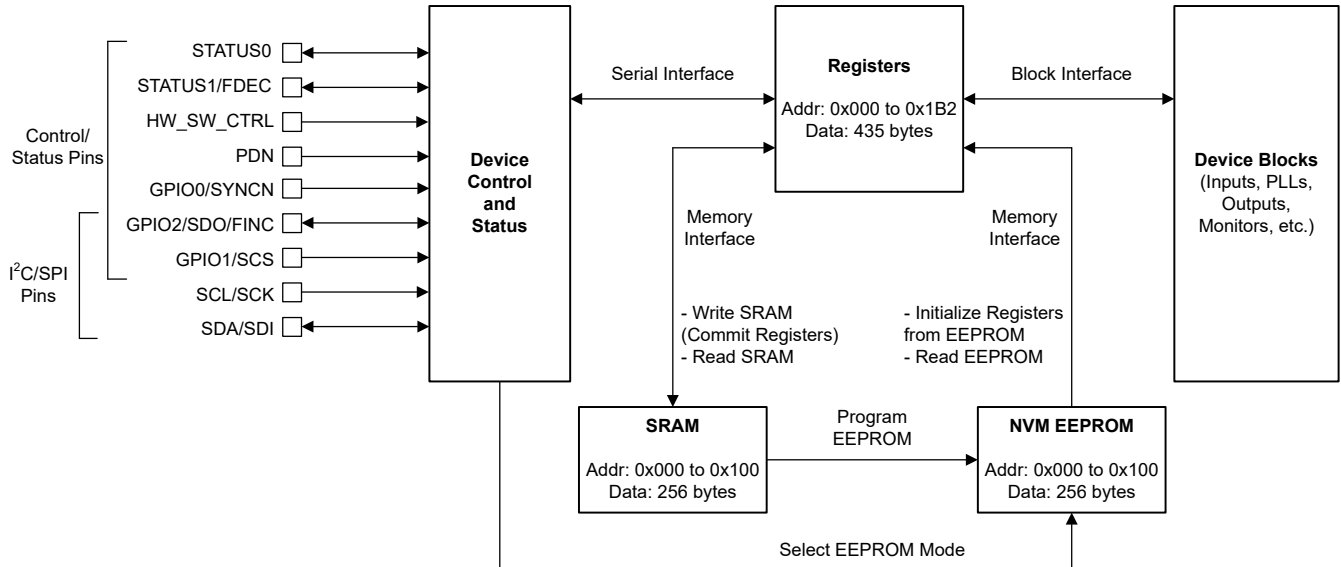 Control/
Status Pins
I²C/SPI
Pins
STATUS0
STATUS1/FDEC
HW_SW_CTRL
PDN
GPIO0/SYNCN
GPIO2/SDO/FINC
GPIO1/SCS
SCL/SCK
SDA/SDI
Device
Control
and
Status
Serial Interface
Registers
Addr: 0x000 to 0x1B2
Data: 435 bytes
Block Interface
Device Blocks
(Inputs, PLLs,
Outputs,
Monitors, etc.)
Memory
Interface
- Write SRAM
(Commit Registers)
- Read SRAM
Memory
Interface
- Initialize Registers
from EEPROM
- Read EEPROM
SRAM
Addr: 0x000 to 0x100
Data: 256 bytes
Program
EEPROM
NVM EEPROM
Addr: 0x000 to 0x100
Data: 256 bytes
Select EEPROM Mode